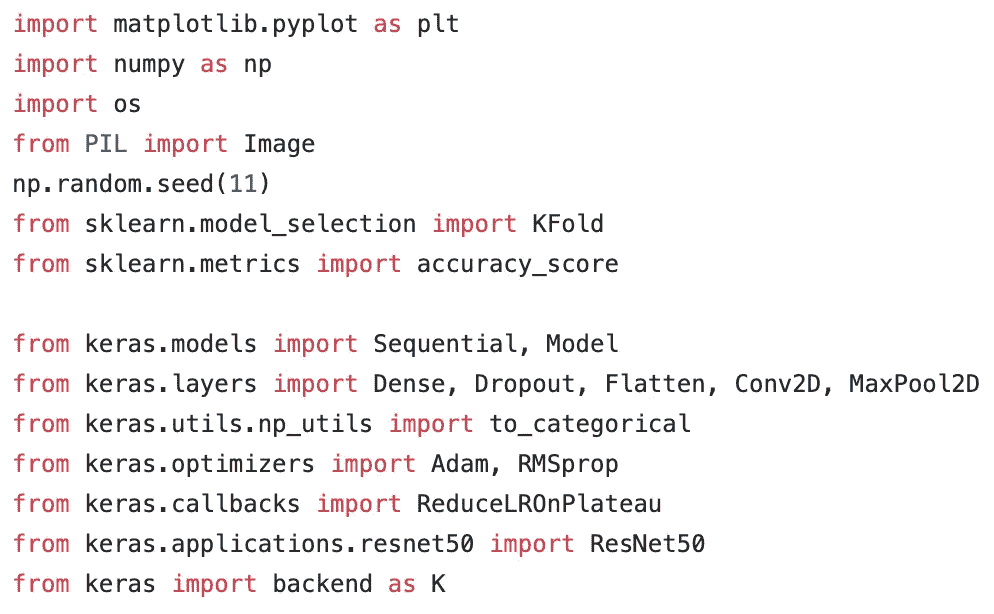 import matplotlib.pyplot as plt
import numpy as np
import os
from PIL import Image
np.random.seed(11)
from sklearn.model_selection import KFold
from sklearn.metrics import accuracy_score

from keras.models import Sequential, Model
from keras.layers import Dense, Dropout, Flatten, Conv2D, MaxPool2D
from keras.utils.np_utils import to_categorical
from keras.optimizers import Adam, RMSprop
from keras.callbacks import ReduceLROnPlateau
from keras.applications.resnet50 import ResNet50
from keras import backend as K